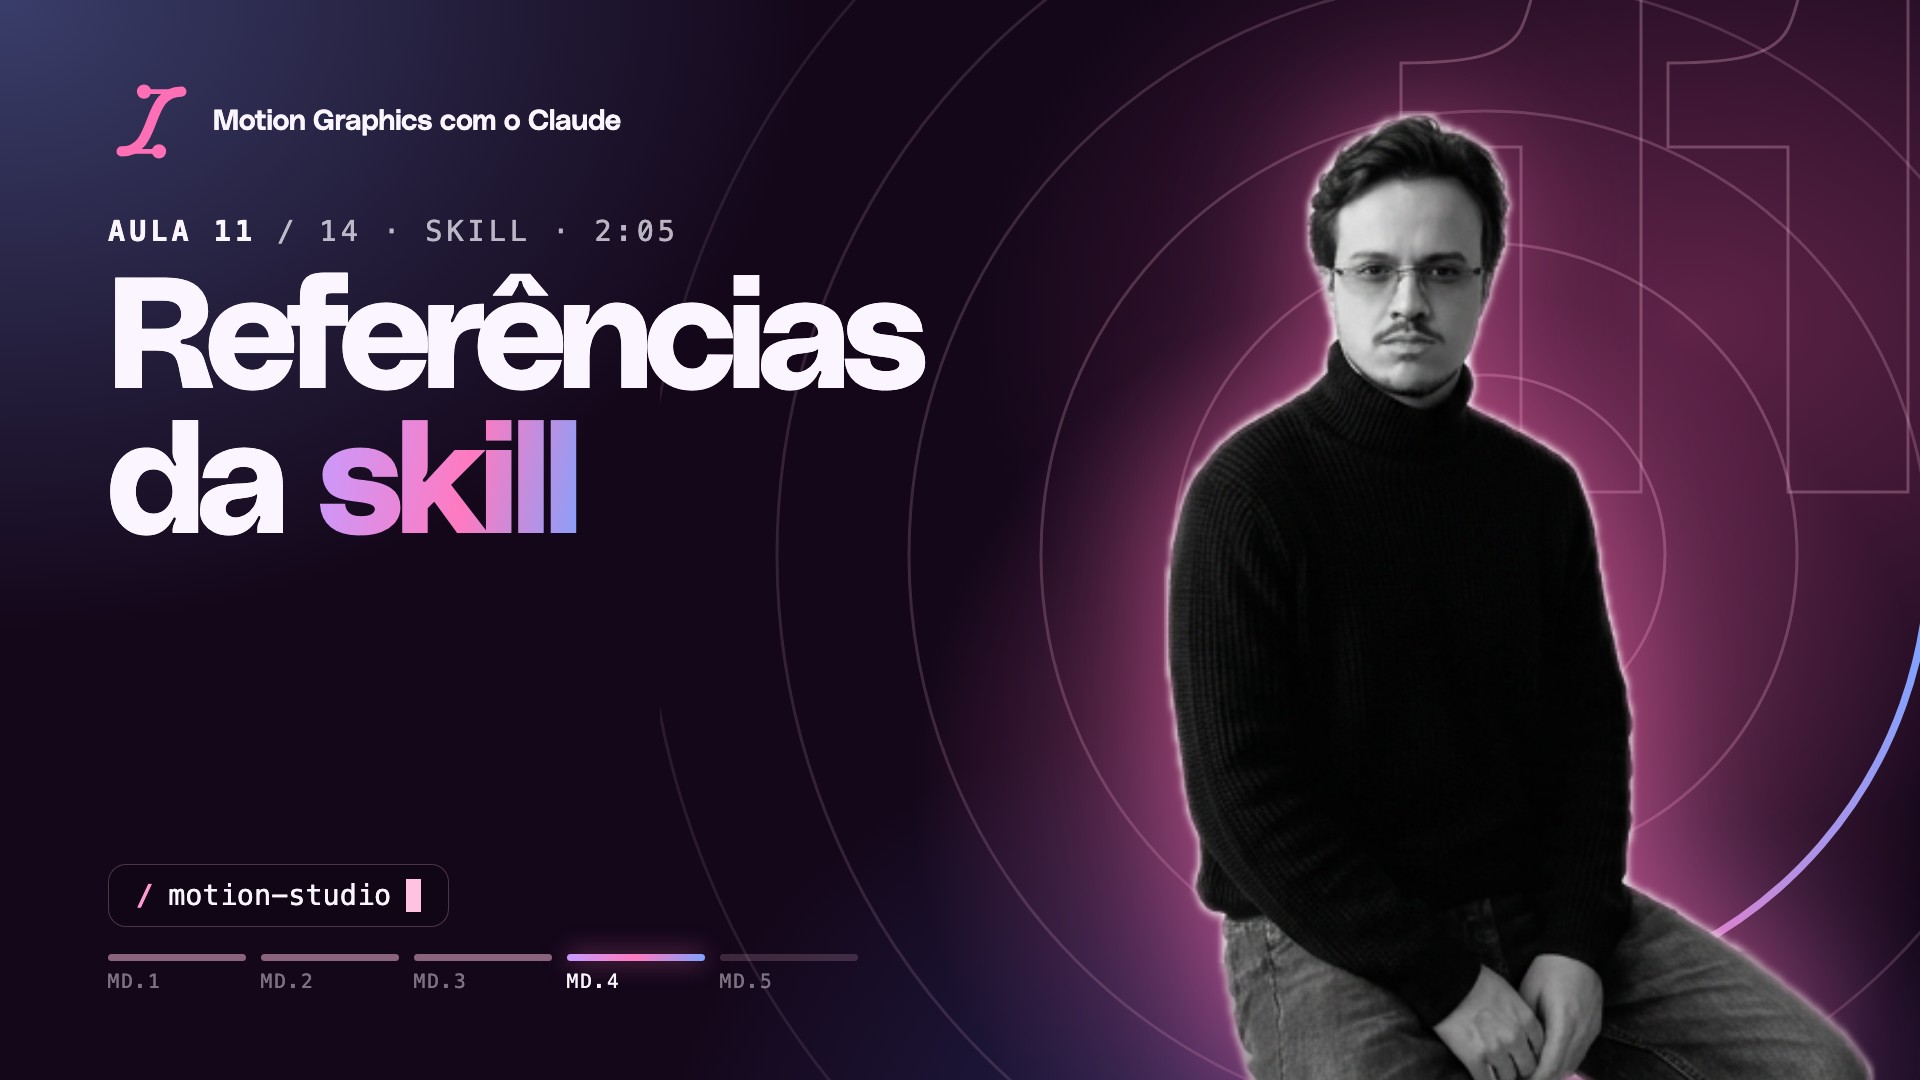 Motion Graphics com o Claude
AULA 11 / 14 · SKILL · 2:05
Referências
da skill
/ motion-studio
MD.1 MD.2 MD.3 MD.4 MD.5
11